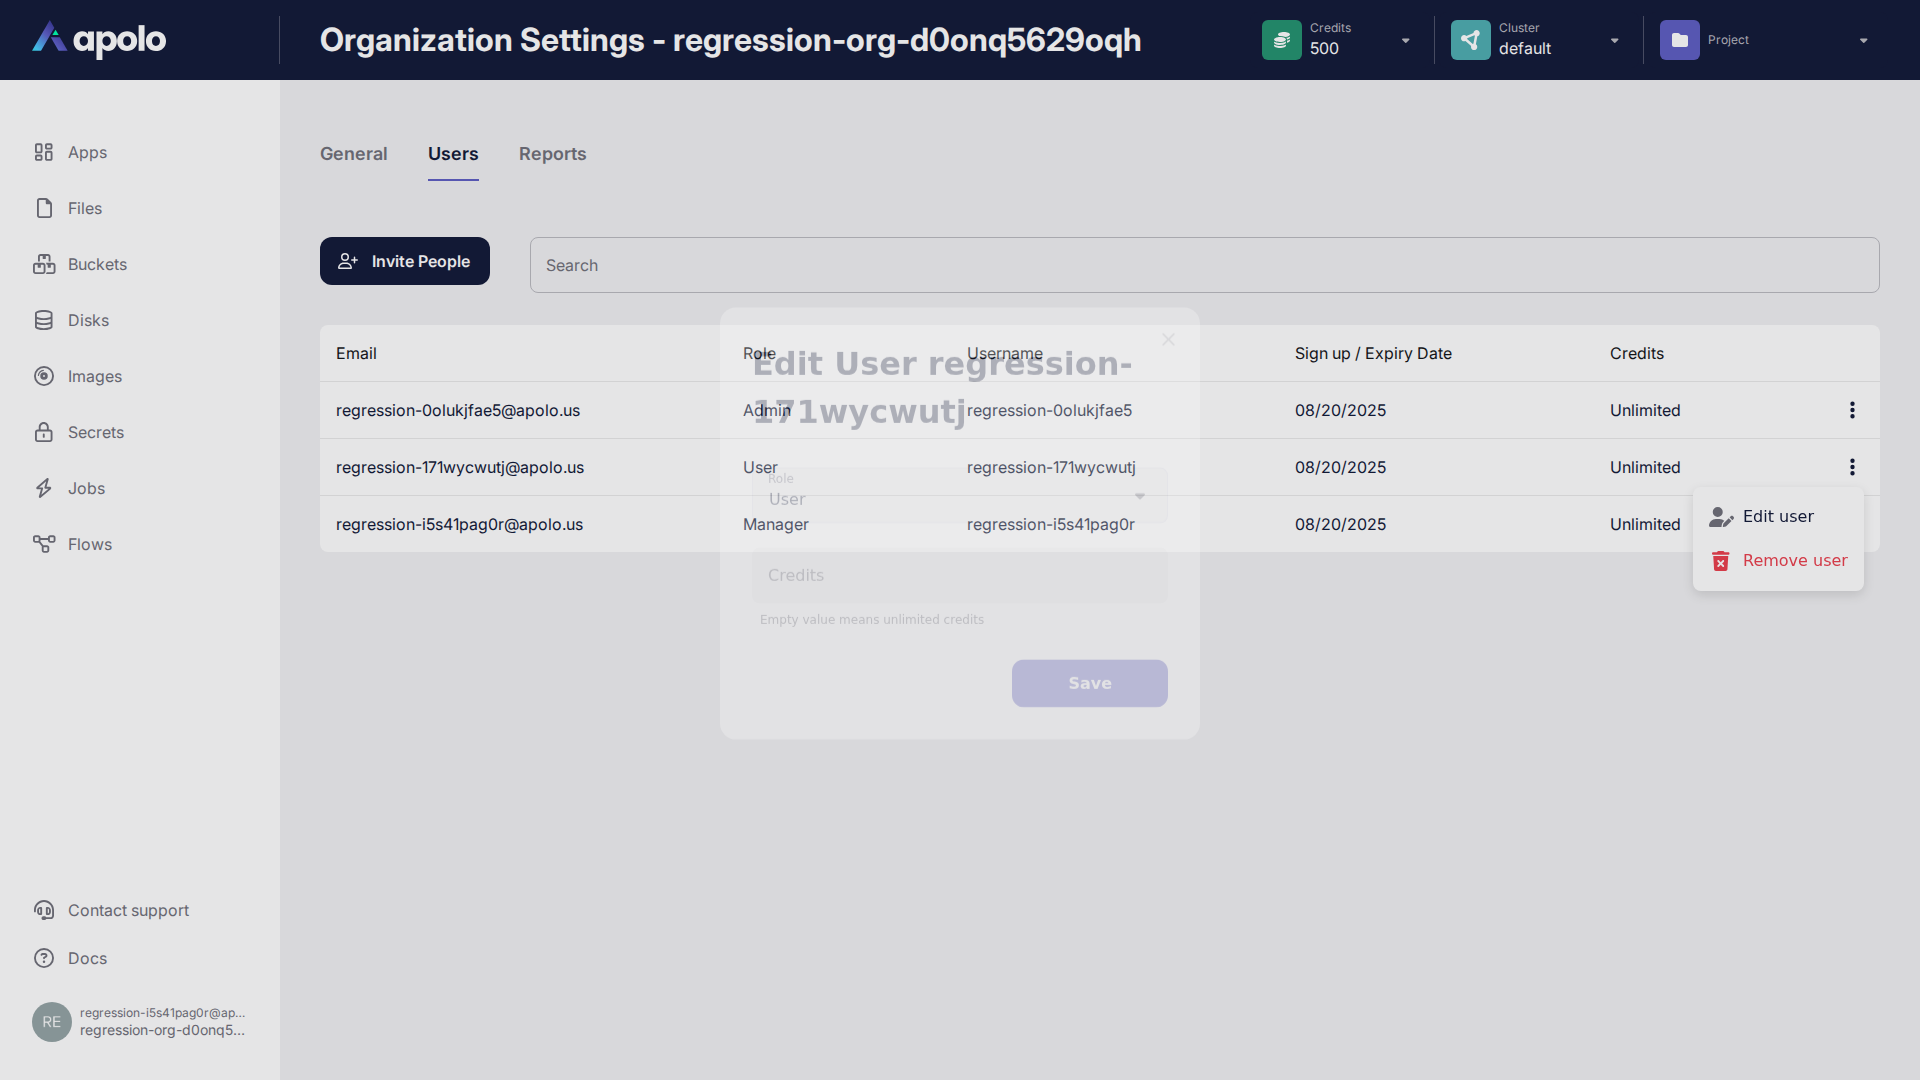 apolo
Organization Settings - regression-org-d0onq5629oqh
Credits
500
Cluster
default
Project
Apps
Files
Buckets
Disks
Images
Secrets
Jobs
Flows
Contact support
Docs
RE
regression-i5s41pag0r@ap...
regression-org-d0onq5...
General Users Reports
Invite People
Search
Email Role Username Sign up / Expiry Date Credits
regression-0olukjfae5@apolo.us Admin regression-0olukjfae5 08/20/2025 Unlimited
regression-171wycwutj@apolo.us User regression-171wycwutj 08/20/2025 Unlimited
regression-i5s41pag0r@apolo.us Manager regression-i5s41pag0r 08/20/2025 Unlimited
Edit user
Remove user
Edit User regression-
171wycwutj
Role
User
Credits
Empty value means unlimited credits
Save